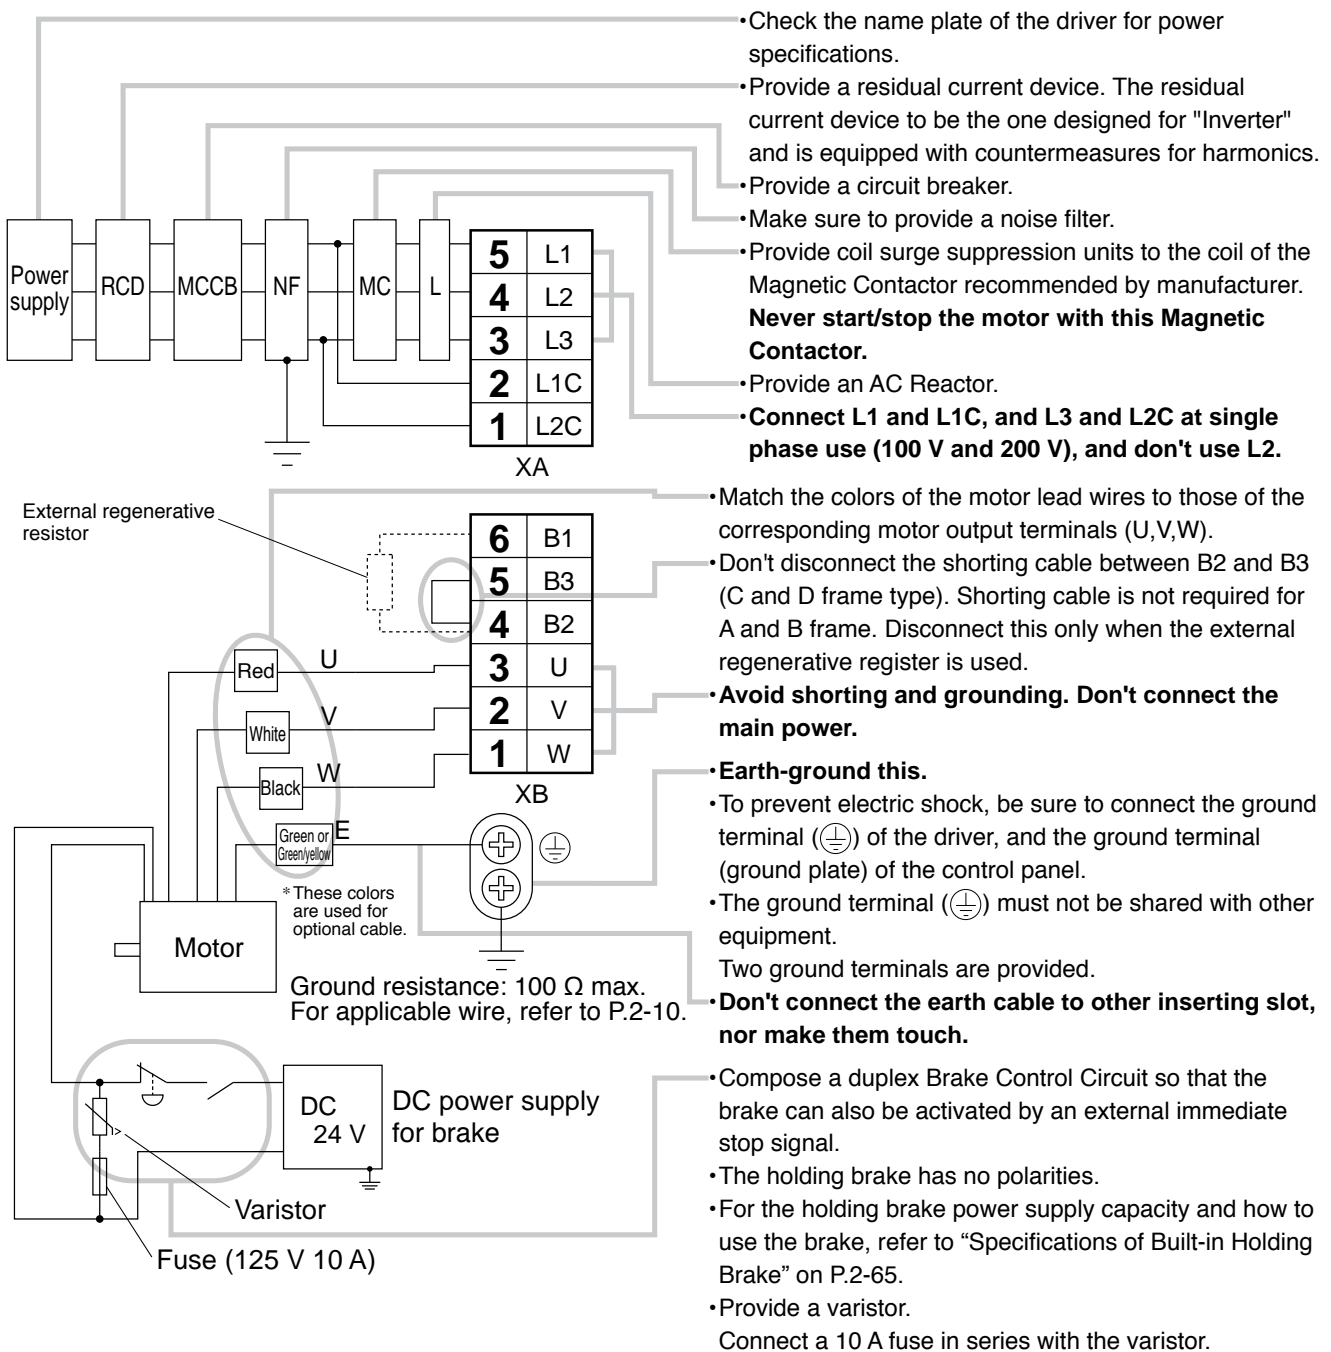 •Check the name plate of the driver for power
specifications.
•Provide a residual current device. The residual
current device to be the one designed for "Inverter"
and is equipped with countermeasures for harmonics.
•Provide a circuit breaker.
•Make sure to provide a noise filter.
•Provide coil surge suppression units to the coil of the
Magnetic Contactor recommended by manufacturer.
Never start/stop the motor with this Magnetic
Contactor.
•Provide an AC Reactor.
•Connect L1 and L1C, and L3 and L2C at single
phase use (100 V and 200 V), and don't use L2.
Power
supply
RCD
MCCB
NF
MC
L
5 L1
4 L2
3 L3
2 L1C
1 L2C
XA
•Match the colors of the motor lead wires to those of the
corresponding motor output terminals (U,V,W).
•Don't disconnect the shorting cable between B2 and B3
(C and D frame type). Shorting cable is not required for
A and B frame. Disconnect this only when the external
regenerative register is used.
•Avoid shorting and grounding. Don't connect the
main power.
External regenerative
resistor
6 B1
5 B3
4 B2
3 U
2 V
1 W
XB
Red
U
White
V
Black
W
Green or
Green/yellow
E
*These colors
are used for
optional cable.
Motor
Ground resistance: 100 Ω max.
For applicable wire, refer to P.2-10.
•Earth-ground this.
•To prevent electric shock, be sure to connect the ground
terminal (⏚) of the driver, and the ground terminal
(ground plate) of the control panel.
•The ground terminal (⏚) must not be shared with other
equipment.
Two ground terminals are provided.
•Don't connect the earth cable to other inserting slot,
nor make them touch.
DC
24 V
DC power supply
for brake
Varistor
Fuse (125 V 10 A)
•Compose a duplex Brake Control Circuit so that the
brake can also be activated by an external immediate
stop signal.
•The holding brake has no polarities.
•For the holding brake power supply capacity and how to
use the brake, refer to “Specifications of Built-in Holding
Brake” on P.2-65.
•Provide a varistor.
Connect a 10 A fuse in series with the varistor.